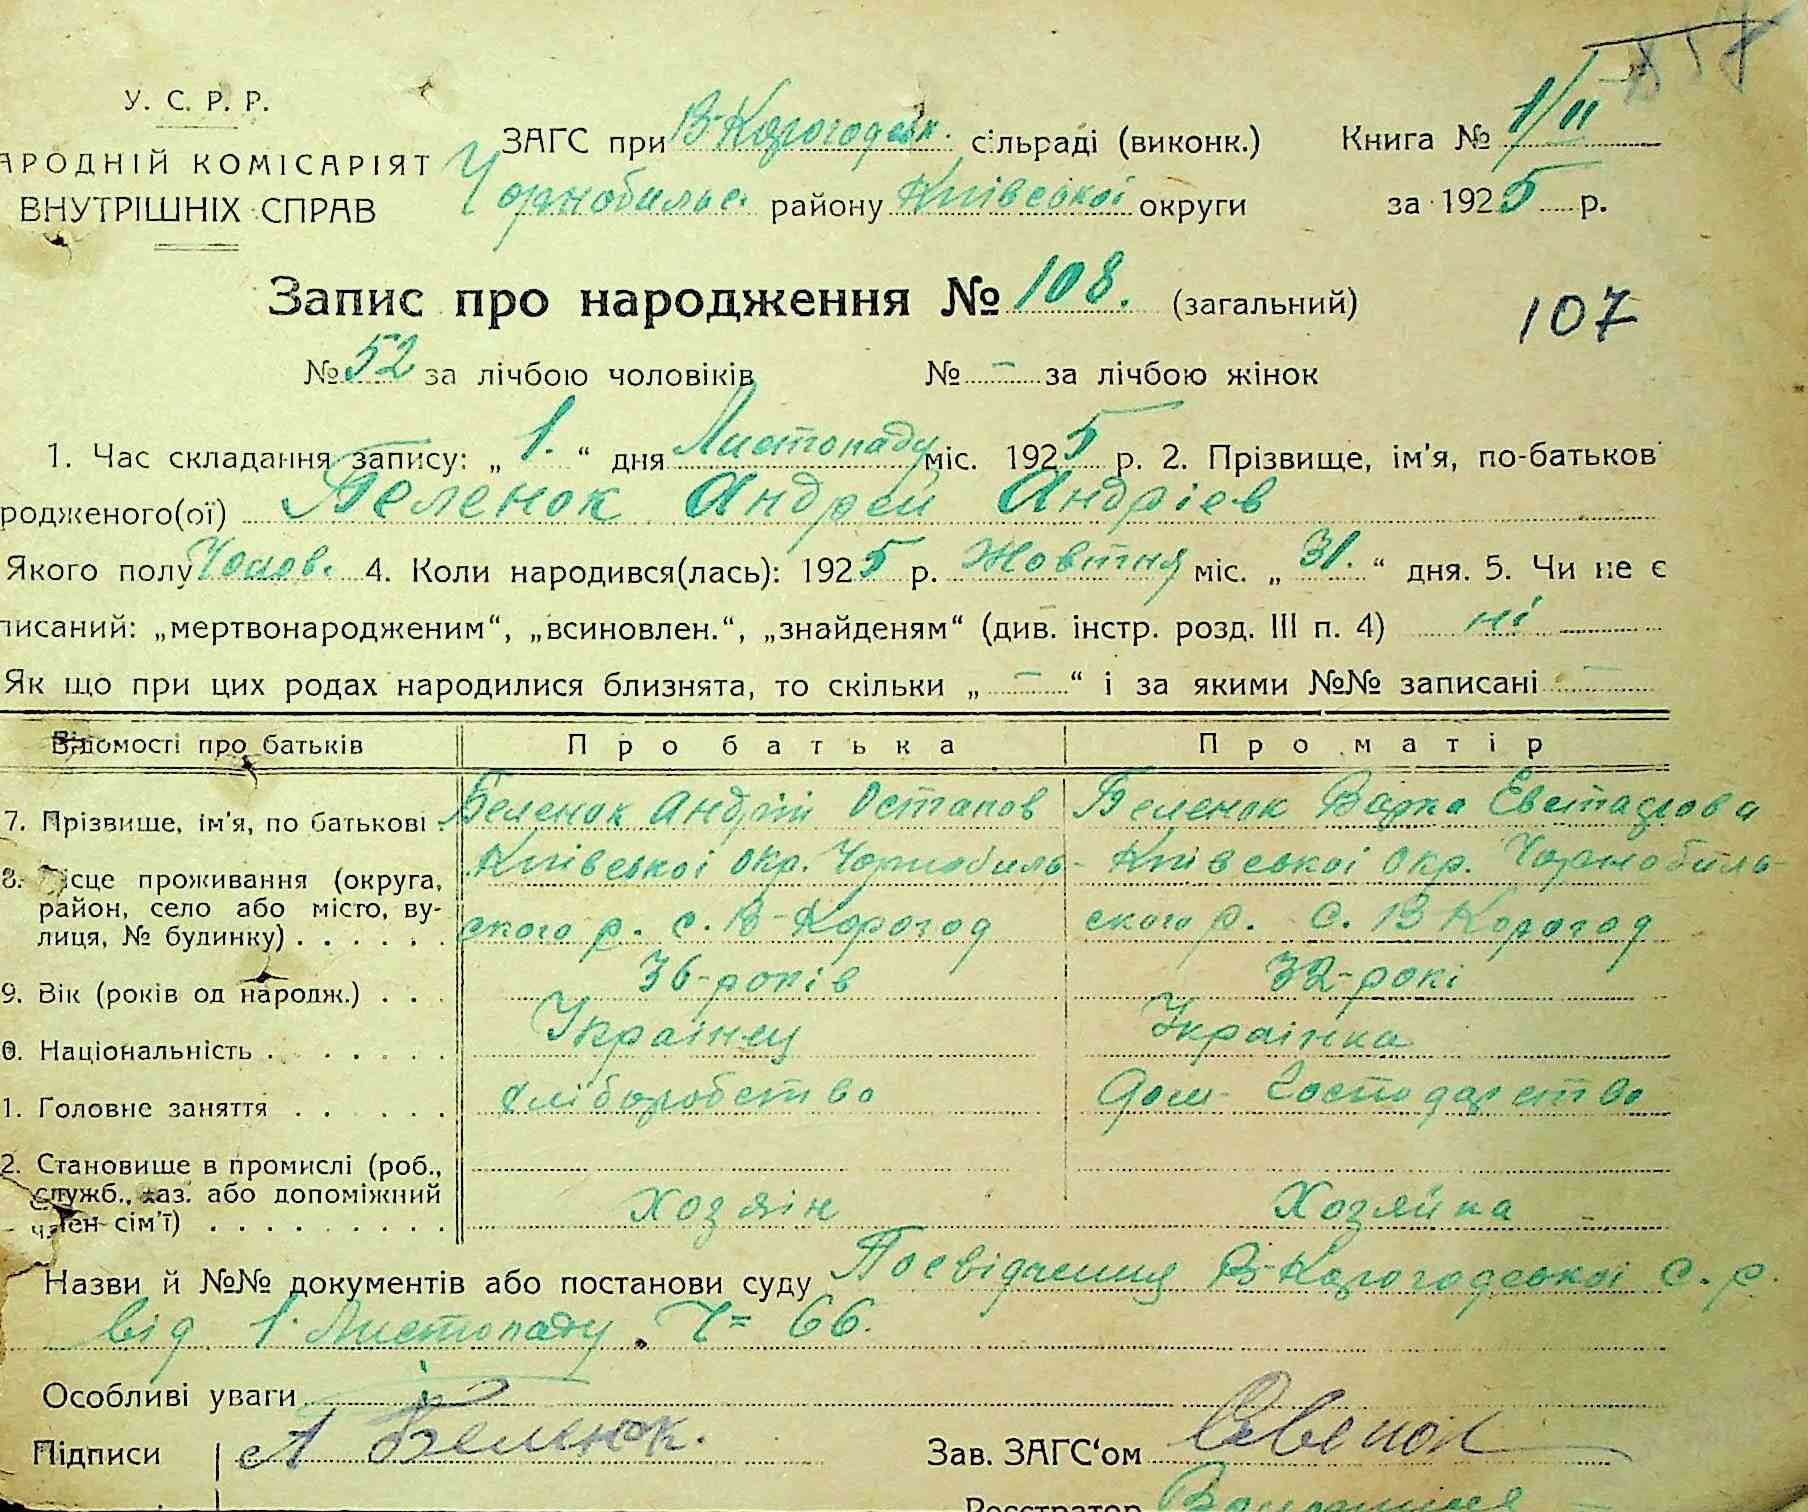 У. С. Р. Р.
АРОДНІЙ КОМІСАРІЯТ
ВНУТРІШНІХ СПРАВ
ЗАГС при В-Корогодськ. сільраді (виконк.) Книга № 1/II
Чорнобильс. району Київської округи за 1925 р.
Запис про народження № 108. (загальний) 107
№ 52 за лічбою чоловіків № - за лічбою жінок
1. Час складання запису: „ 1. “ дня Листопаду міс. 1925 р. 2. Прізвище, ім’я, по-батьков
родженого(ої) Беленок Андрей Андріев
Якого полу Чолов. 4. Коли народився(лась): 1925 р. Жовтня міс. „ 31. “ дня. 5. Чи не є
писаний: „мертвонародженим“, „всиновлен.“, „знайденям“ (див. інстр. розд. III п. 4) ні
Як що при цих родах народилися близнята, то скільки „ - “ і за якими №№ записані -
Відомості про батьків Про батька Про матір
7. Прізвище, ім’я, по батькові. Беленок Андрій Остапов Беленок Варка Евстафова
8. Місце проживання (округа, район, село або місто, вулиця, № будинку) . . . . . .
Київської окр. Чорнобиль- Київської окр. Чорнобиль-
ского р. с. В-Корогод ского р. с. В Корогод
9. Вік (років од народж.) . . . 36-років 32-рокі
0. Національність . . . . . . Українец Українка
1. Головне заняття . . . . . Хліборобство Дом- Господарство
2. Становище в промислі (роб., служб., хаз. або допоміжний член сім’ї) . . . . . . . . .
Хозяін Хозяйка
Назви й №№ документів або постанови суду Посвідчення В-Корогодської с. р.
від 1. Листопаду, Ч= 66.
Особливі уваги
Підписи А Беленок. Зав. ЗАГС‘ом
Реєстратор